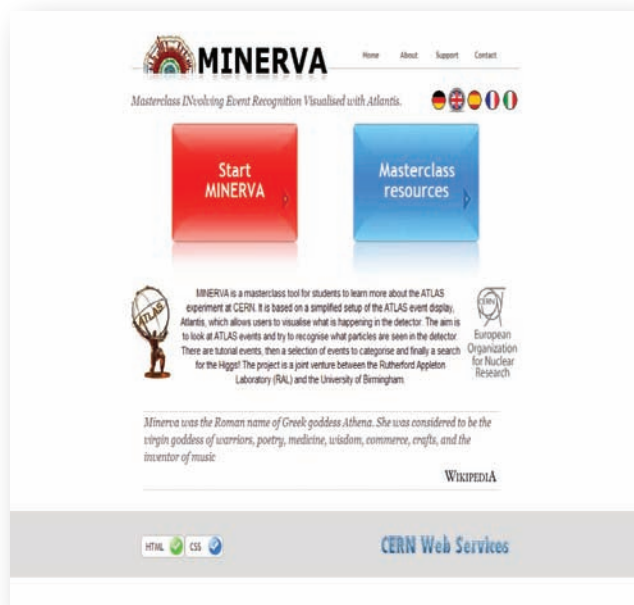 MINERVA
Home About Support Contact
Masterclass INvolving Event Recognition Visualised with Atlantis.
Start
MINERVA
Masterclass
resources
ATLAS
MINERVA is a masterclass tool for students to learn more about the ATLAS
experiment at CERN. It is based on a simplified setup of the ATLAS event display,
Atlantis, which allows users to visualise what is happening in the detector. The aim is
to look at ATLAS events and try to recognise what particles are seen in the detector.
There are tutorial events, then a selection of events to categorise and finally a search
for the Higgs! The project is a joint venture between the Rutherford Appleton
Laboratory (RAL) and the University of Birmingham.
CERN
European
Organization
for Nuclear
Research
Minerva was the Roman name of Greek goddess Athena. She was considered to be the
virgin goddess of warriors, poetry, medicine, wisdom, commerce, crafts, and the
inventor of music
WIKIPEDIA
HTML CSS
CERN Web Services